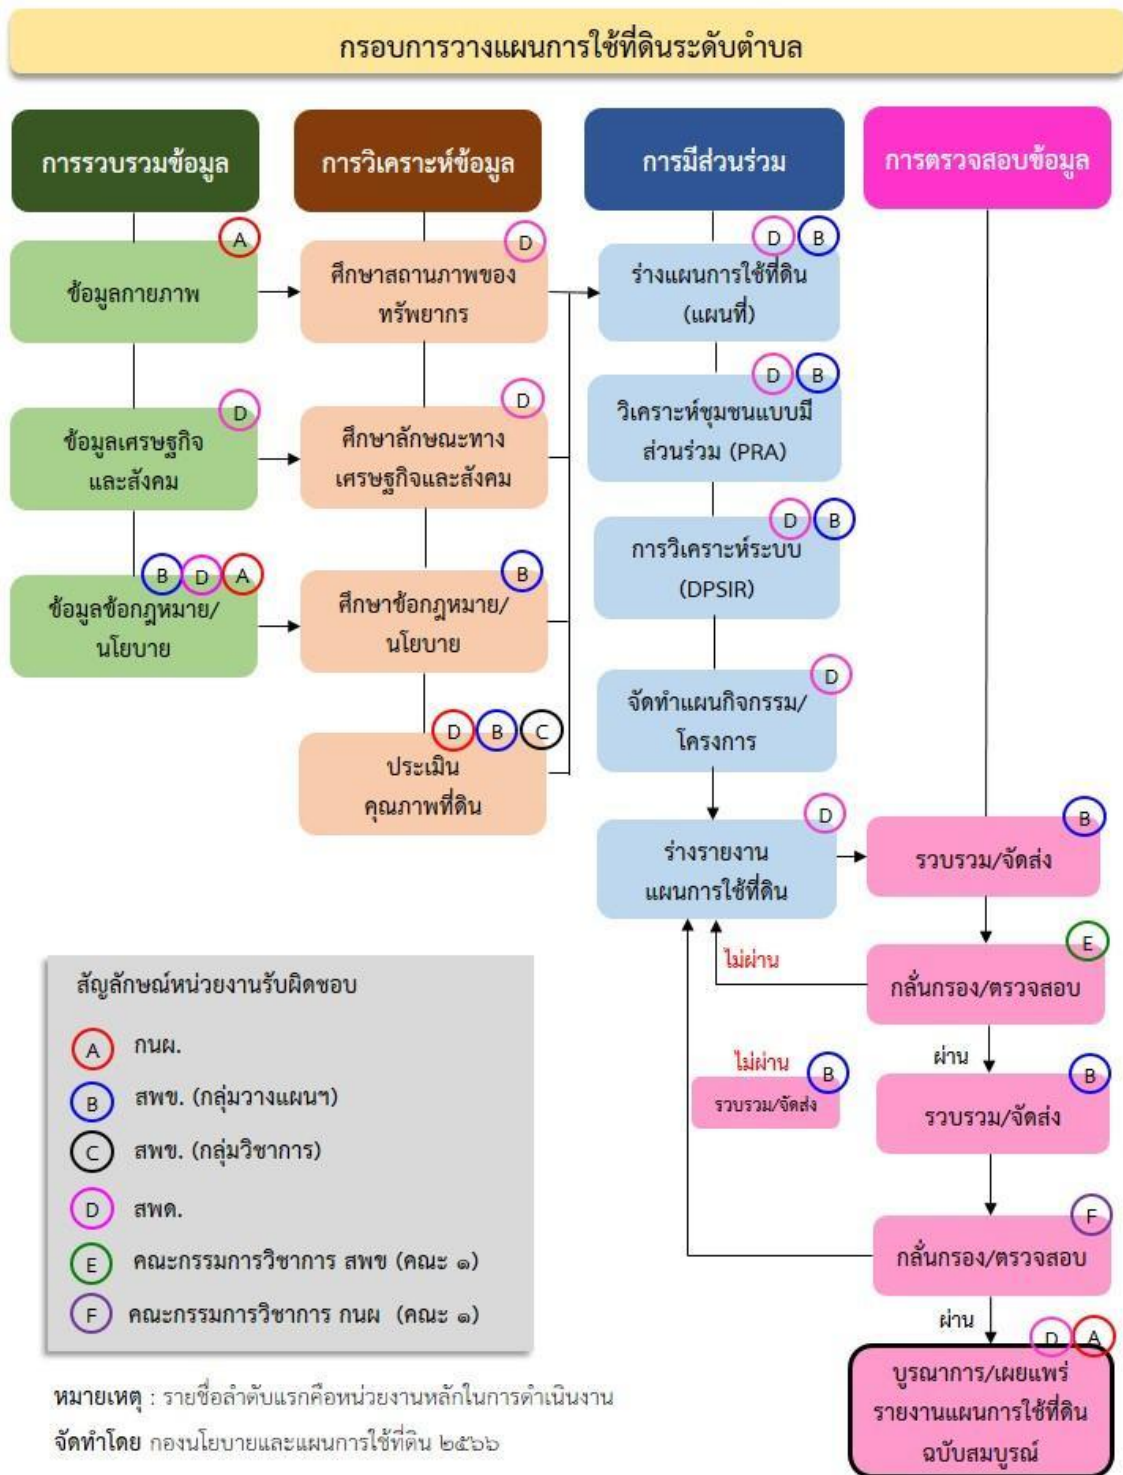 กรอบการวางแผนการใช้ที่ดินระดับตำบล
การรวบรวมข้อมูล
A
ข้อมูลกายภาพ
D
ข้อมูลเศรษฐกิจ
และสังคม
B D A
ข้อมูลข้อกฎหมาย/
นโยบาย
การวิเคราะห์ข้อมูล
D
ศึกษาสถานภาพของ
ทรัพยากร
D
ศึกษาลักษณะทาง
เศรษฐกิจและสังคม
B
ศึกษาข้อกฎหมาย/
นโยบาย
D B C
ประเมิน
คุณภาพที่ดิน
การมีส่วนร่วม
D B
ร่างแผนการใช้ที่ดิน
(แผนที่)
D B
วิเคราะห์ชุมชนแบบมี
ส่วนร่วม (PRA)
D B
การวิเคราะห์ระบบ
(DPSIR)
D
จัดทำแผนกิจกรรม/
โครงการ
D
ร่างรายงาน
แผนการใช้ที่ดิน
การตรวจสอบข้อมูล
B
รวบรวม/จัดส่ง
E
กลั่นกรอง/ตรวจสอบ
ไม่ผ่าน
ผ่าน
B
รวบรวม/จัดส่ง
ไม่ผ่าน
B
รวบรวม/จัดส่ง
F
กลั่นกรอง/ตรวจสอบ
ผ่าน
D A
บูรณาการ/เผยแพร่
รายงานแผนการใช้ที่ดิน
ฉบับสมบูรณ์
สัญลักษณ์หน่วยงานรับผิดชอบ
A กนผ.
B สพข. (กลุ่มวางแผนฯ)
C สพข. (กลุ่มวิชาการ)
D สพด.
E คณะกรรมการวิชาการ สพข (คณะ ๑)
F คณะกรรมการวิชาการ กนผ (คณะ ๑)
หมายเหตุ : รายชื่อลำดับแรกคือหน่วยงานหลักในการดำเนินงาน
จัดทำโดย กองนโยบายและแผนการใช้ที่ดิน ๒๕๖๖